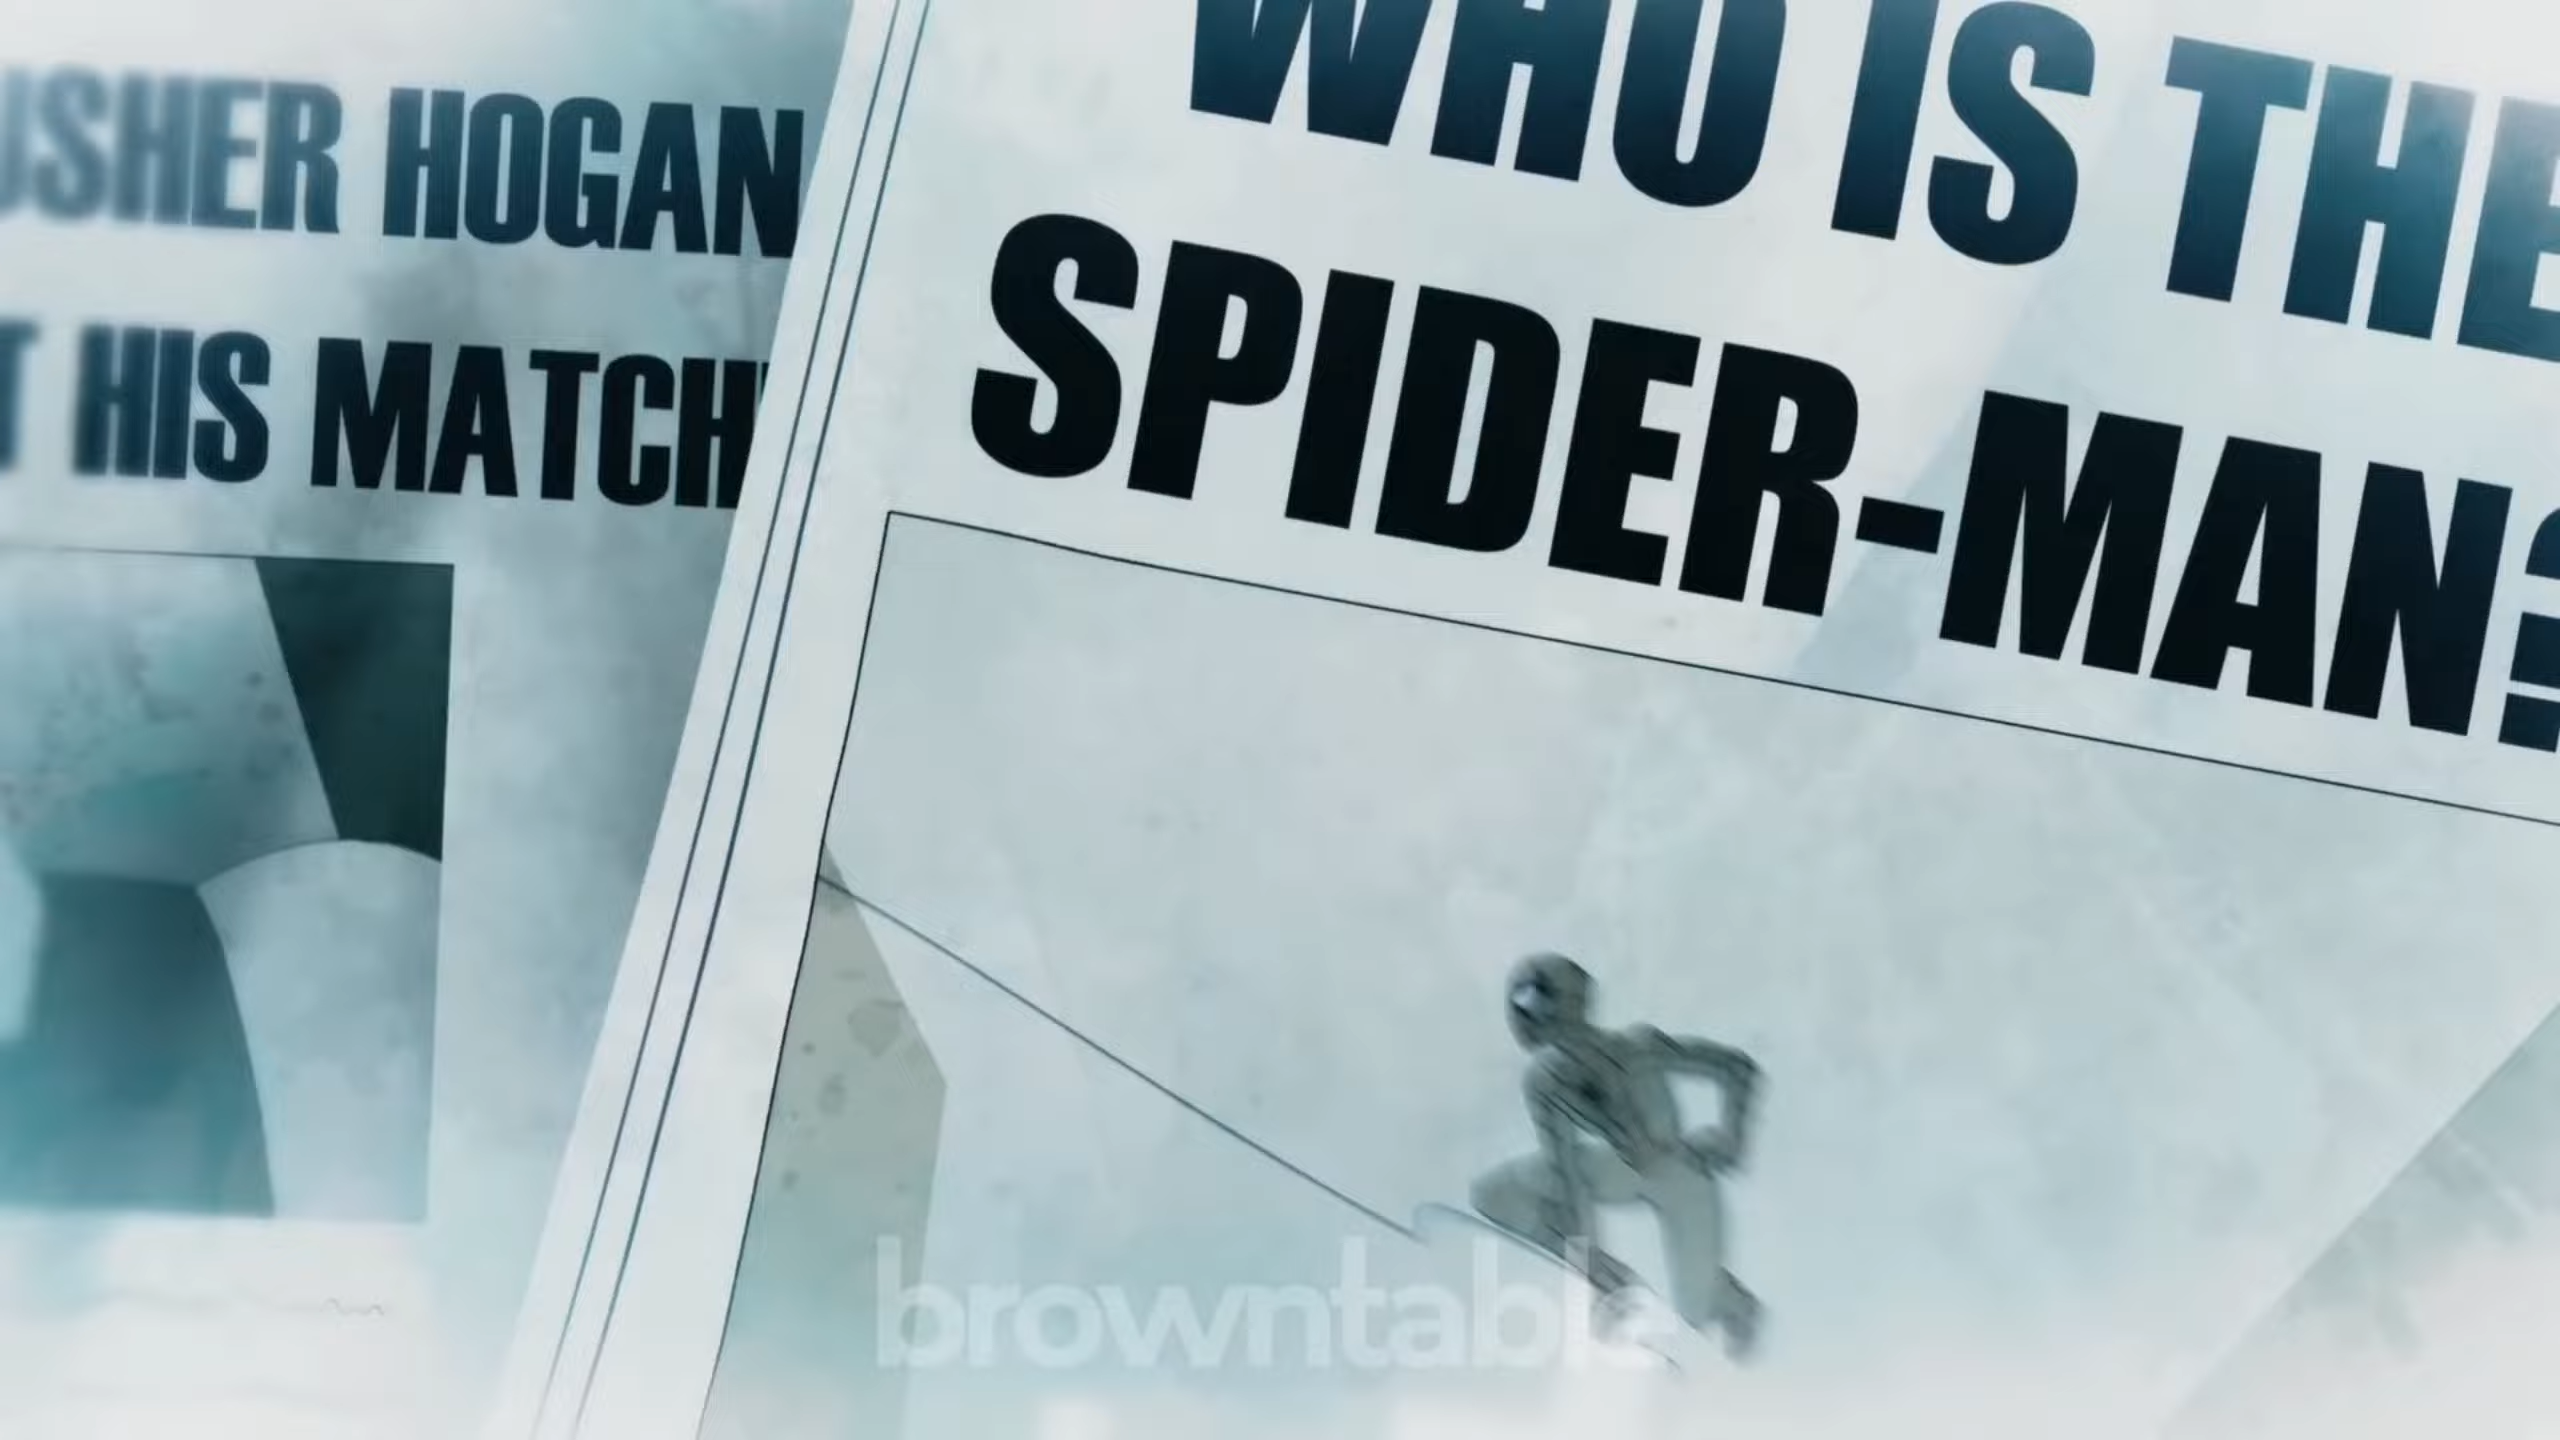 USHER HOGAN
T HIS MATCH
WHO IS THE
SPIDER-MAN?
browntable